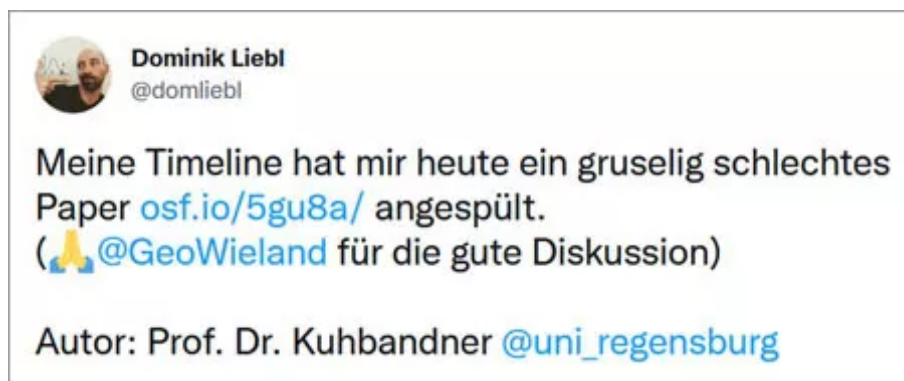 Dominik Liebl
@domliebl
Meine Timeline hat mir heute ein gruselig schlechtes
Paper osf.io/5gu8a/ angespült.
(🙏@GeoWieland für die gute Diskussion)
Autor: Prof. Dr. Kuhbandner @uni_regensburg